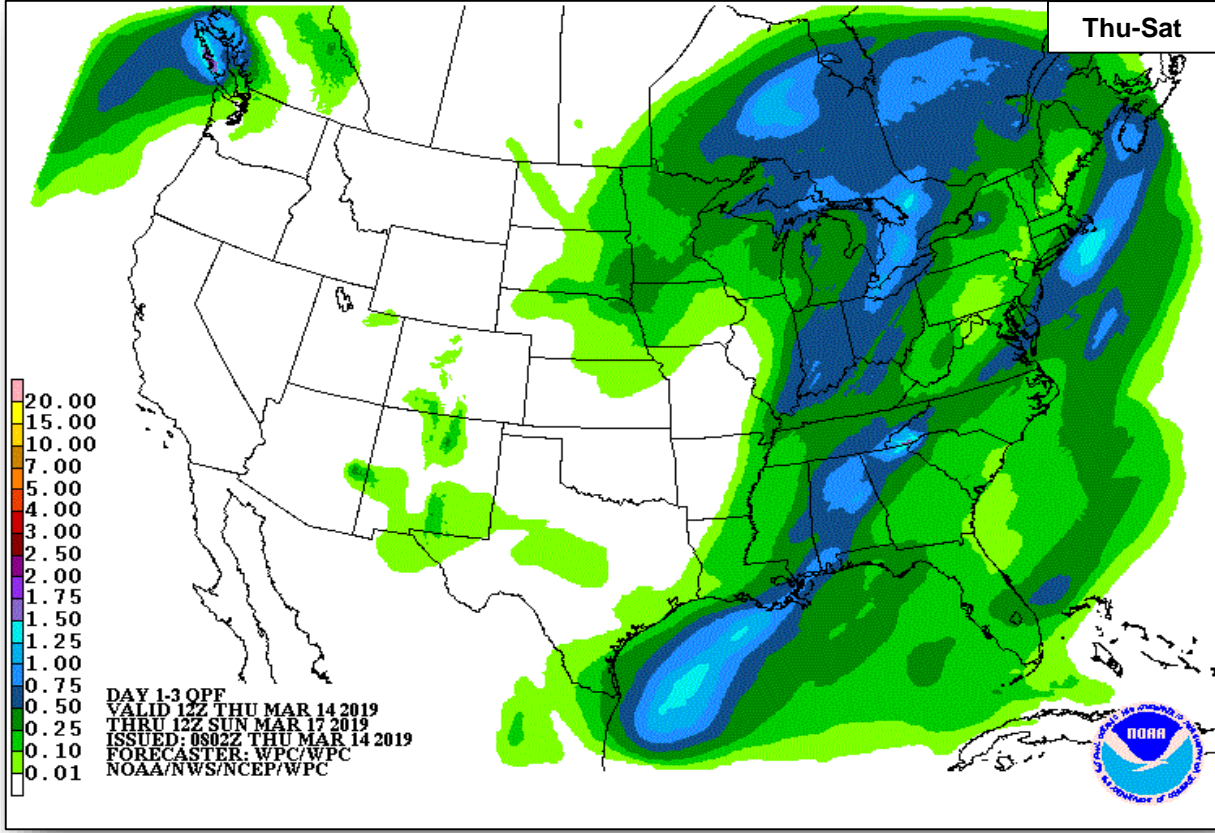 Thu-Sat
20.00
15.00
10.00
7.00
5.00
4.00
3.00
2.50
2.00
1.75
1.50
1.25
1.00
0.75
0.50
0.25
0.10
0.01
DAY 1-3 QPF
VALID 12Z THU MAR 14 2019
THRU 12Z SUN MAR 17 2019
ISSUED: 0802Z THU MAR 14 2019
FORECASTER: WPC/WPC
NOAA/NWS/NCEP/WPC
NOAA